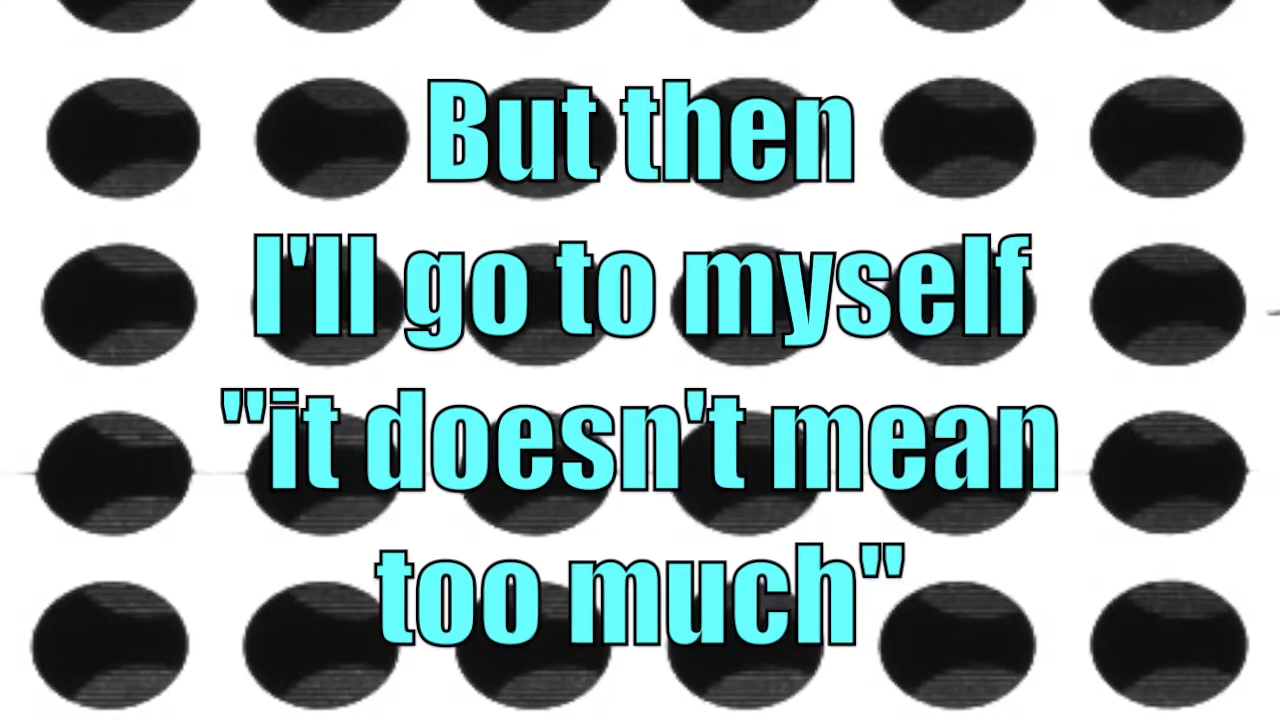 But then
I'll go to myself
"it doesn't mean
too much"